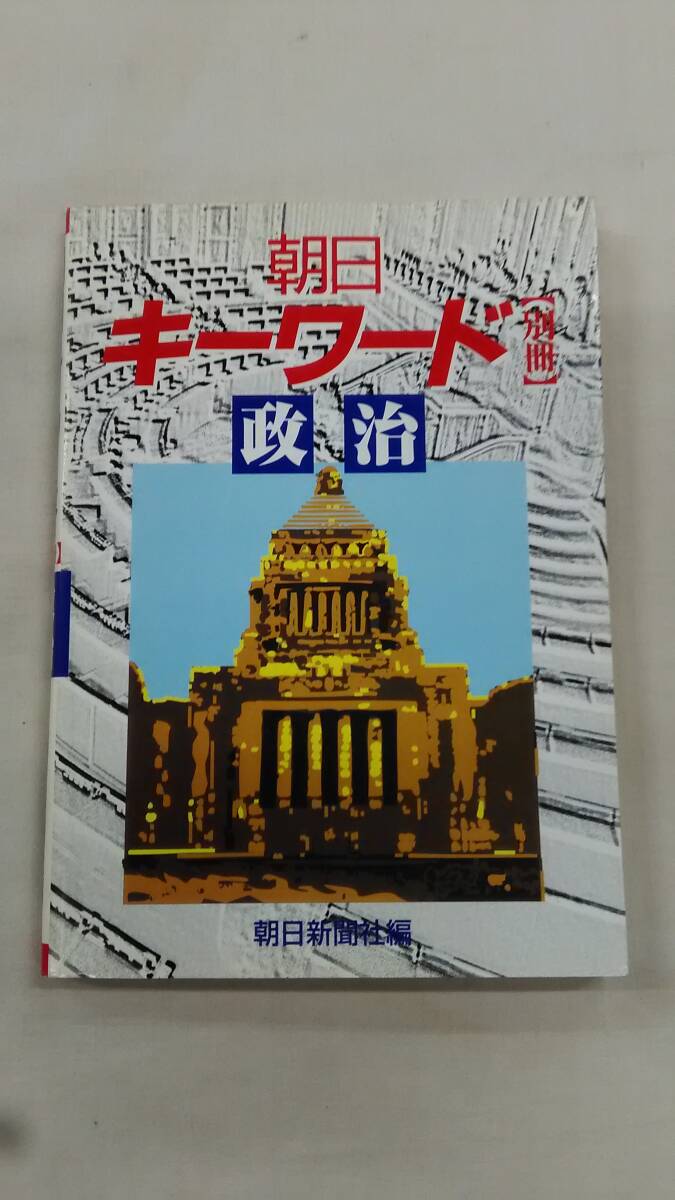 朝日
キーワード
【別冊】
政治
朝日新聞社編